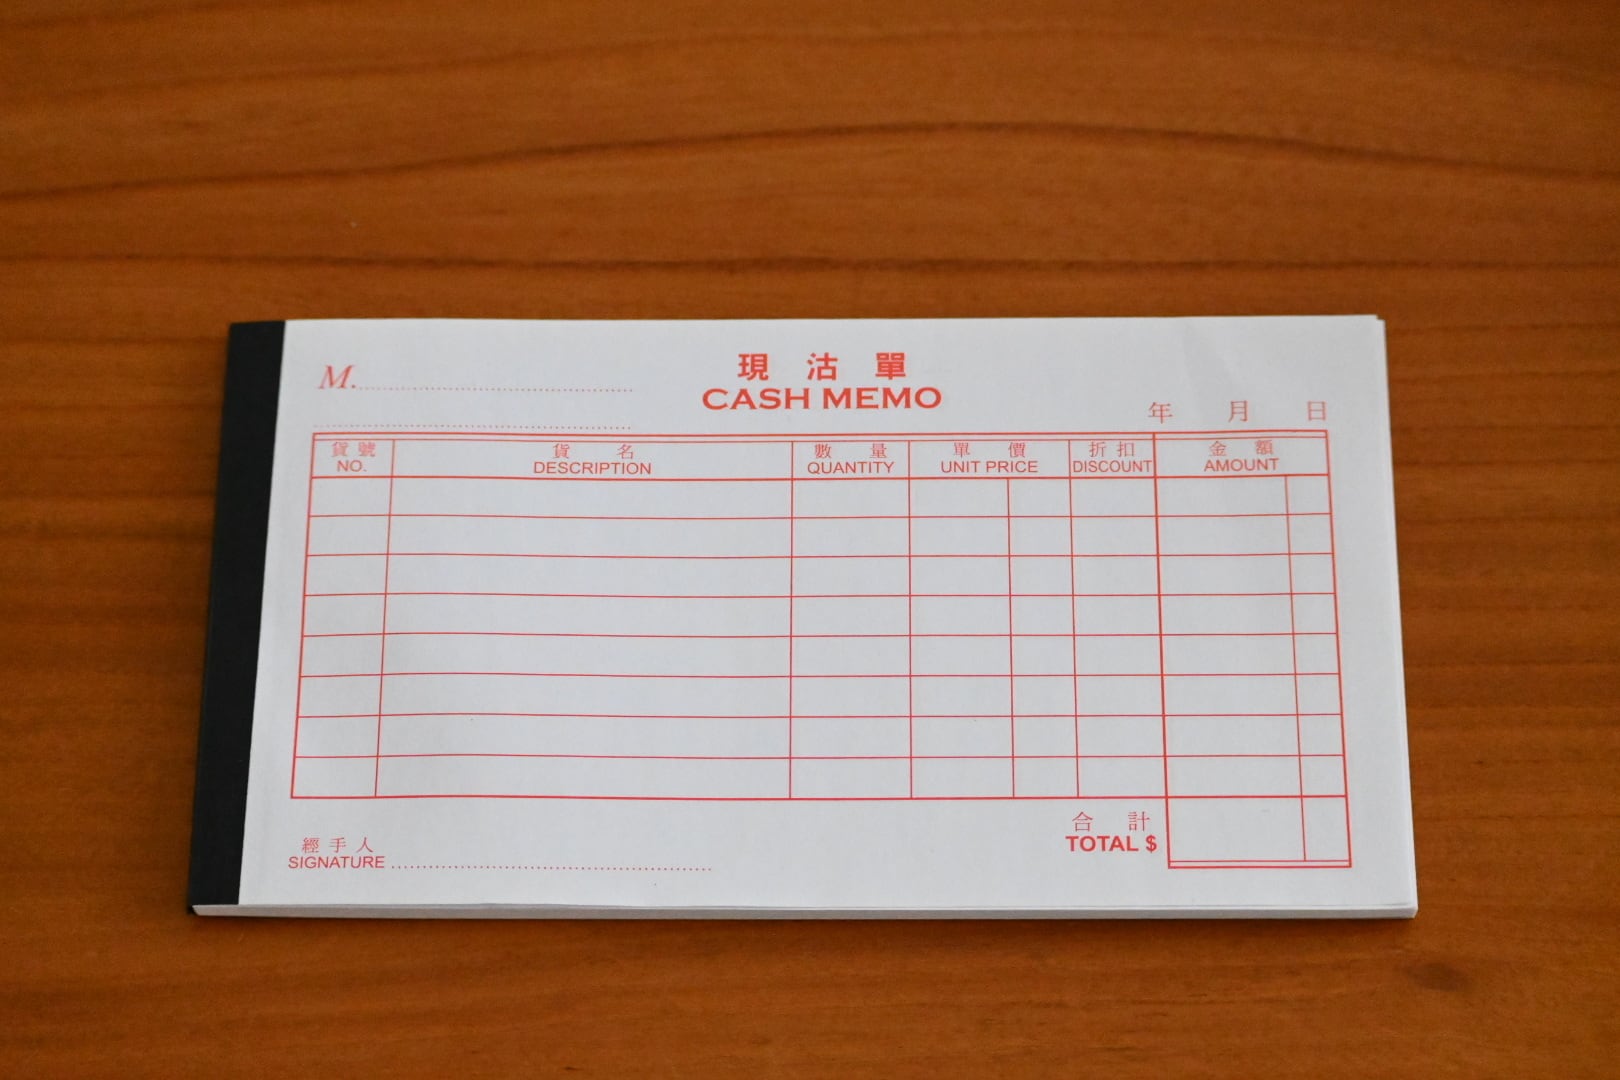 現 沽 單
M.
CASH MEMO
年 月 日
貨 號 貨 名 數 量 單 價 折 扣 金 額
NO. DESCRIPTION QUANTITY UNIT PRICE DISCOUNT AMOUNT
合 計
TOTAL $
經 手 人
SIGNATURE